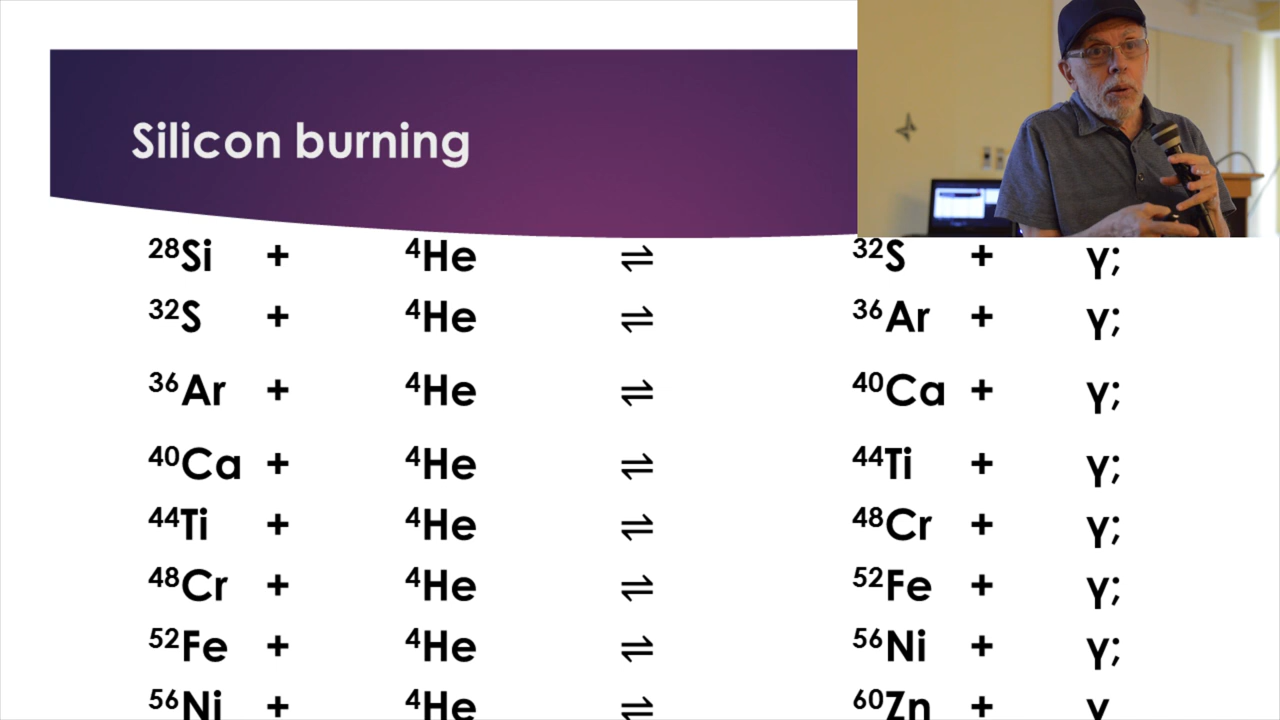 Silicon burning
²⁸Si + ⁴He ⇌ ³²S + γ;
³²S + ⁴He ⇌ ³⁶Ar + γ;
³⁶Ar + ⁴He ⇌ ⁴⁰Ca + γ;
⁴⁰Ca + ⁴He ⇌ ⁴⁴Ti + γ;
⁴⁴Ti + ⁴He ⇌ ⁴⁸Cr + γ;
⁴⁸Cr + ⁴He ⇌ ⁵²Fe + γ;
⁵²Fe + ⁴He ⇌ ⁵⁶Ni + γ;
⁵⁶Ni + ⁴He ⇌ ⁶⁰Zn + γ